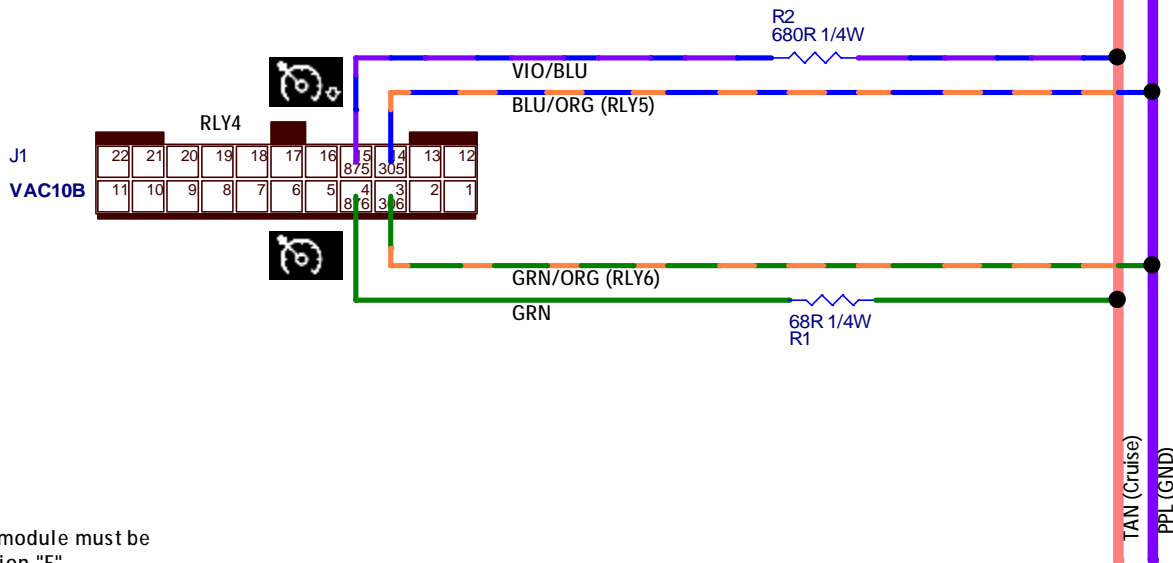 R2
680R 1/4W
VIO/BLU
BLU/ORG (RLY5)
RLY4
J1
VAC10B
22 21 20 19 18 17 16 15 14 13 12
875 305
11 10 9 8 7 6 5 4 3 2 1
876 306
GRN/ORG (RLY6)
GRN
68R 1/4W
R1
TAN (Cruise)
PPL (GND)
module must be